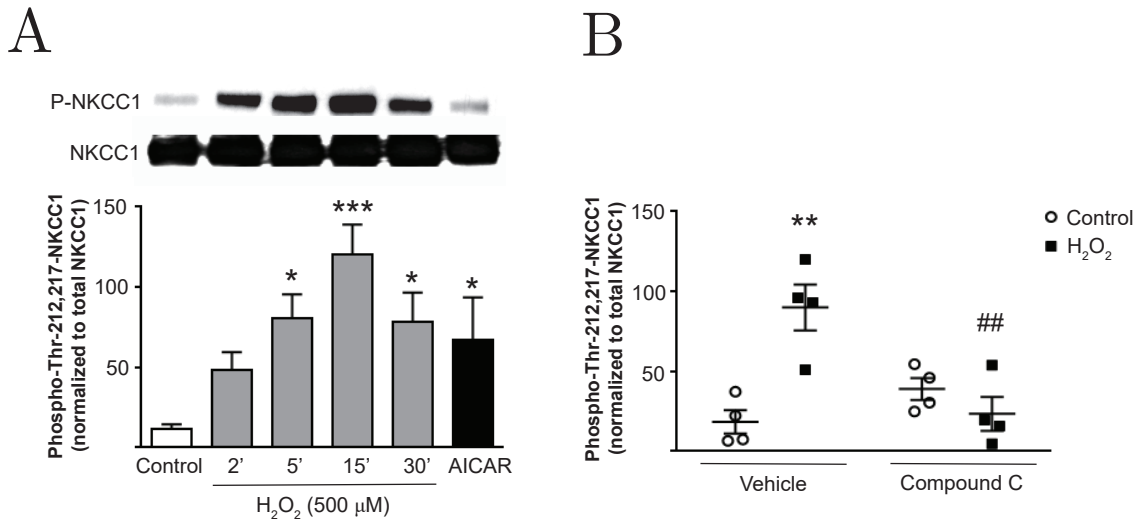 A
P-NKCC1
NKCC1
Phospho-Thr-212,217-NKCC1
(normalized to total NKCC1)
150
100
50
*
***
*
*
Control 2’ 5’ 15’ 30’ AICAR
H₂O₂ (500 µM)
B
Phospho-Thr-212,217-NKCC1
(normalized to total NKCC1)
150
100
50
**
##
Control
H₂O₂
Vehicle Compound C